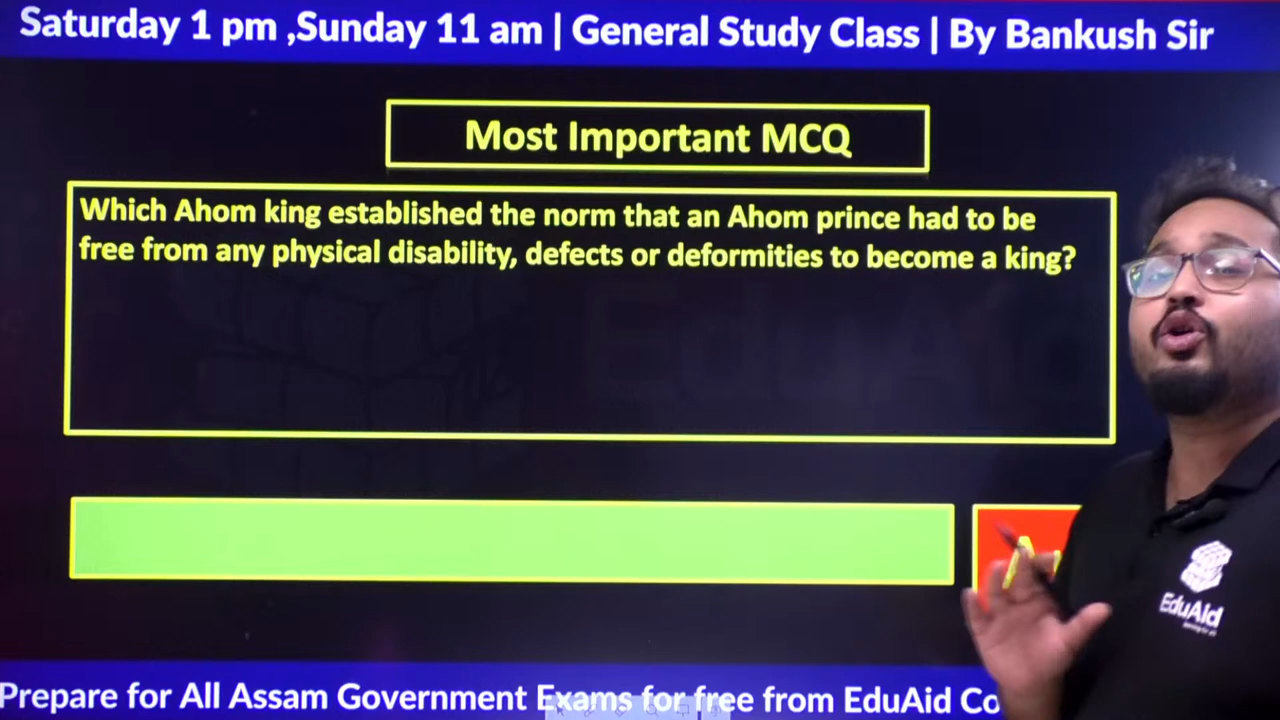 Saturday 1 pm ,Sunday 11 am | General Study Class | By Bankush Sir
Most Important MCQ
Which Ahom king established the norm that an Ahom prince had to be
free from any physical disability, defects or deformities to become a king?
EduAid
Prepare for All Assam Government Exams for free from EduAid